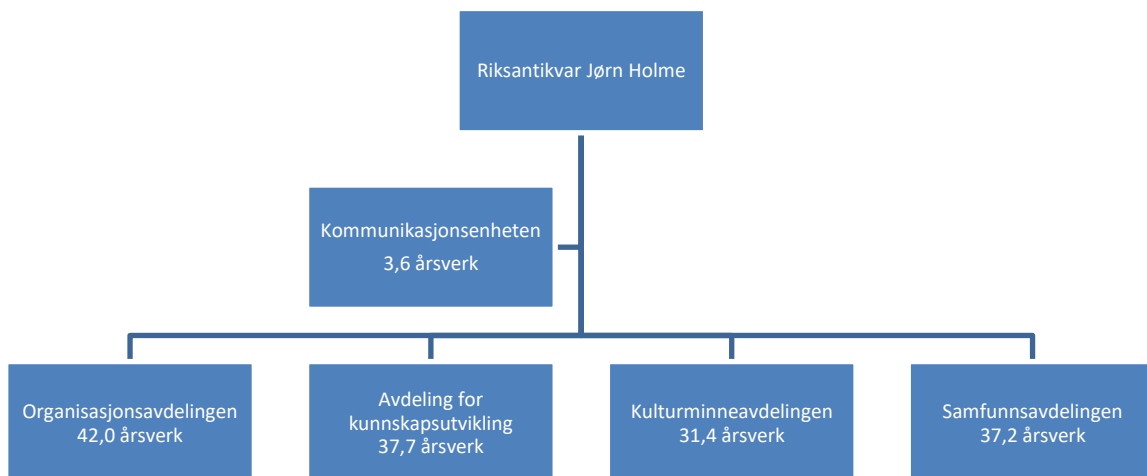 Riksantikvar Jørn Holme
Kommunikasjonsenheten
3,6 årsverk
Organisasjonsavdelingen
42,0 årsverk
Avdeling for
kunnskapsutvikling
37,7 årsverk
Kulturminneavdelingen
31,4 årsverk
Samfunnsavdelingen
37,2 årsverk